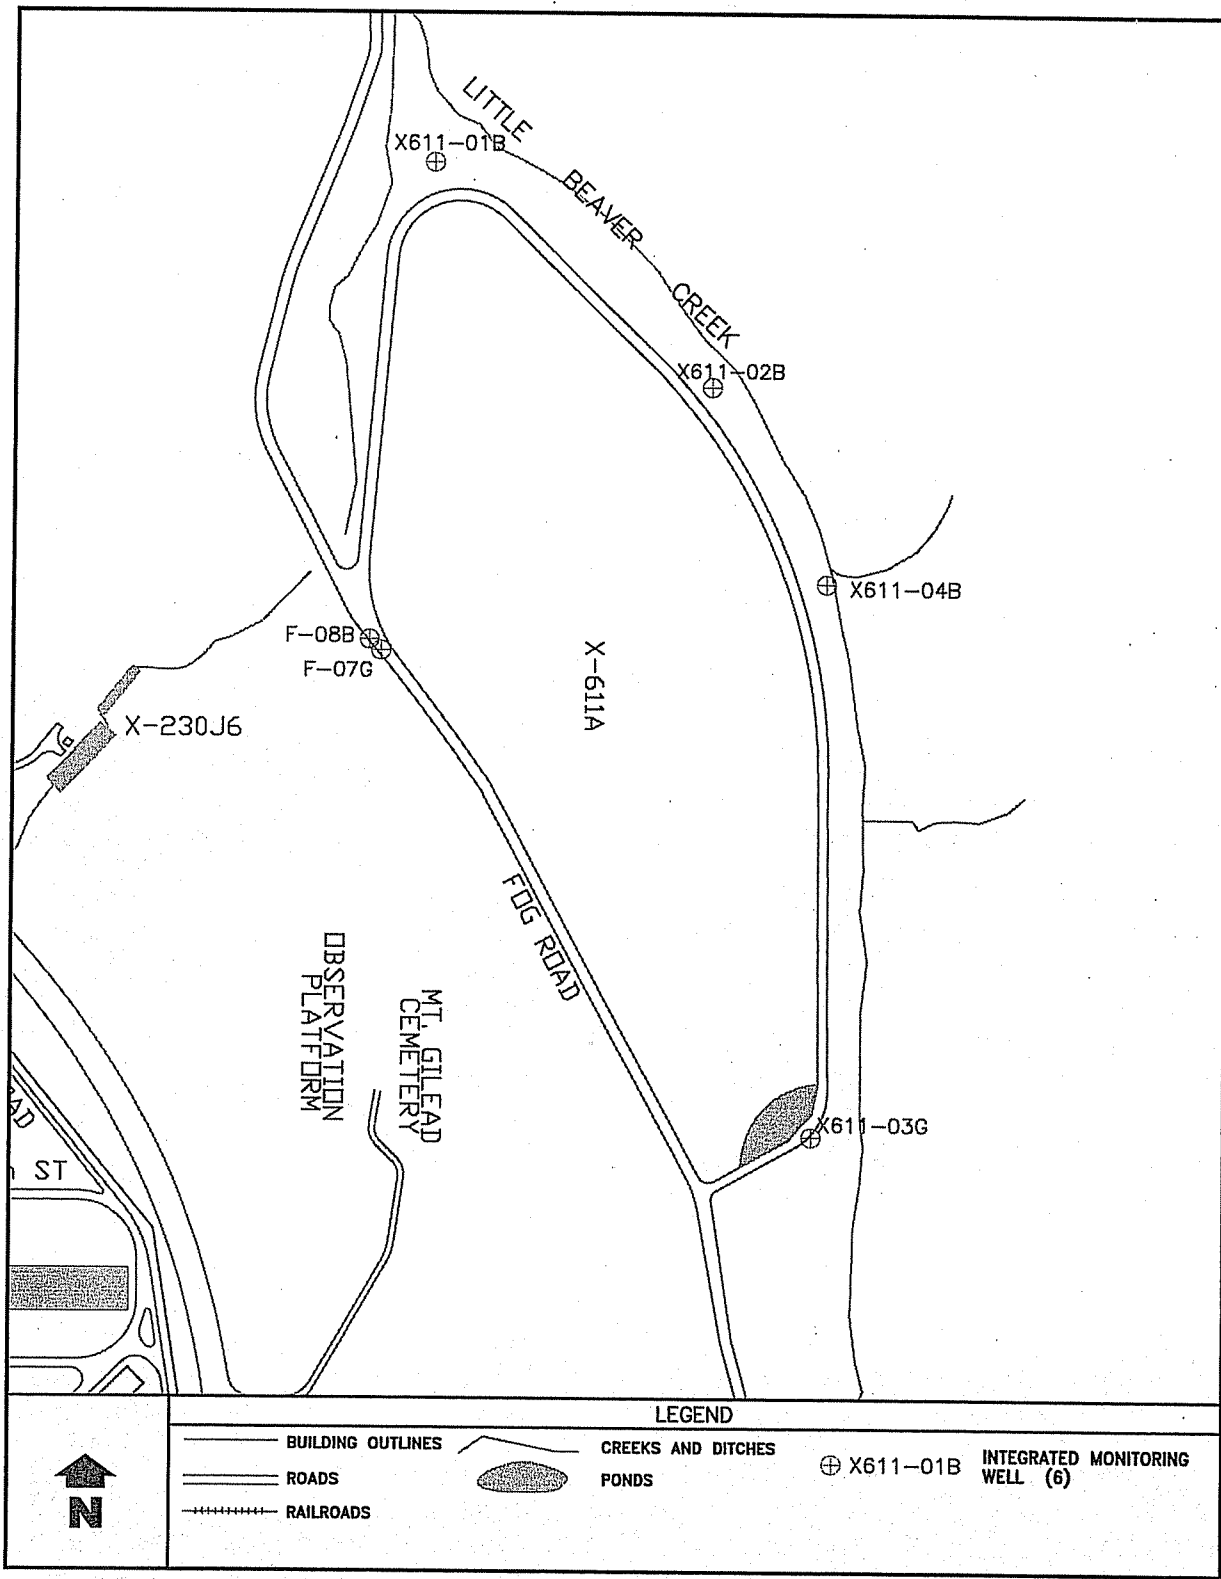 LITTLE
X611-01B
BEAVER
CREEK
X611-02B
X611-04B
F-08B
F-07G
X-611A
X-230J6
FOG ROAD
OBSERVATION
PLATFORM
MT. GILEAD
CEMETERY
X611-03G
ST
LEGEND
BUILDING OUTLINES
CREEKS AND DITCHES
X611-01B
INTEGRATED MONITORING
WELL (6)
ROADS
PONDS
RAILROADS
N